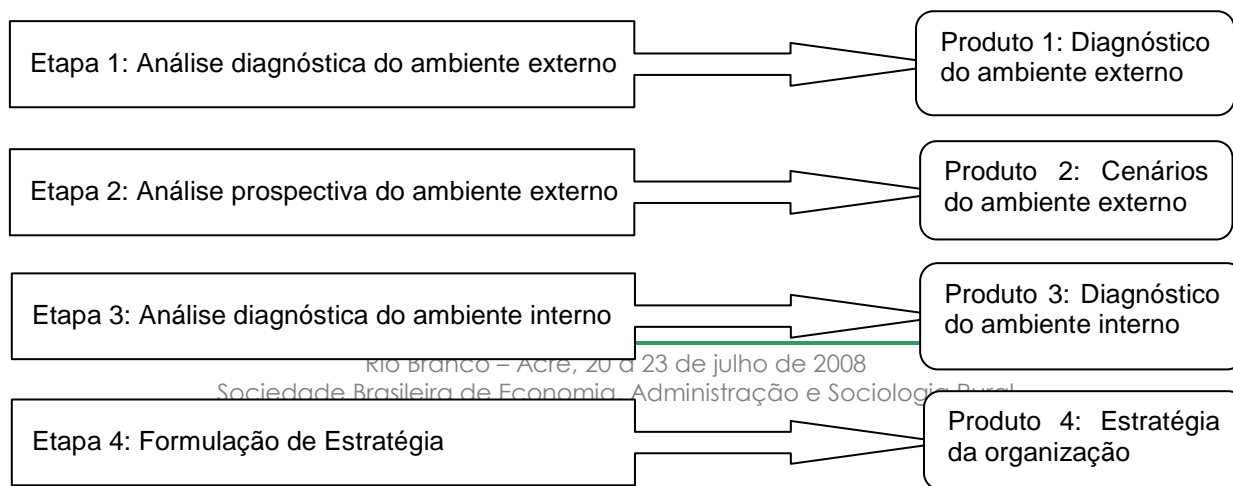 Etapa 1: Análise diagnóstica do ambiente externo
Produto 1: Diagnóstico
do ambiente externo
Etapa 2: Análise prospectiva do ambiente externo
Produto 2: Cenários
do ambiente externo
Etapa 3: Análise diagnóstica do ambiente interno
Produto 3: Diagnóstico
do ambiente interno
Rio Branco – Acre, 20 a 23 de julho de 2008
Sociedade Brasileira de Economia, Administração e Sociologia Rural
Etapa 4: Formulação de Estratégia
Produto 4: Estratégia
da organização